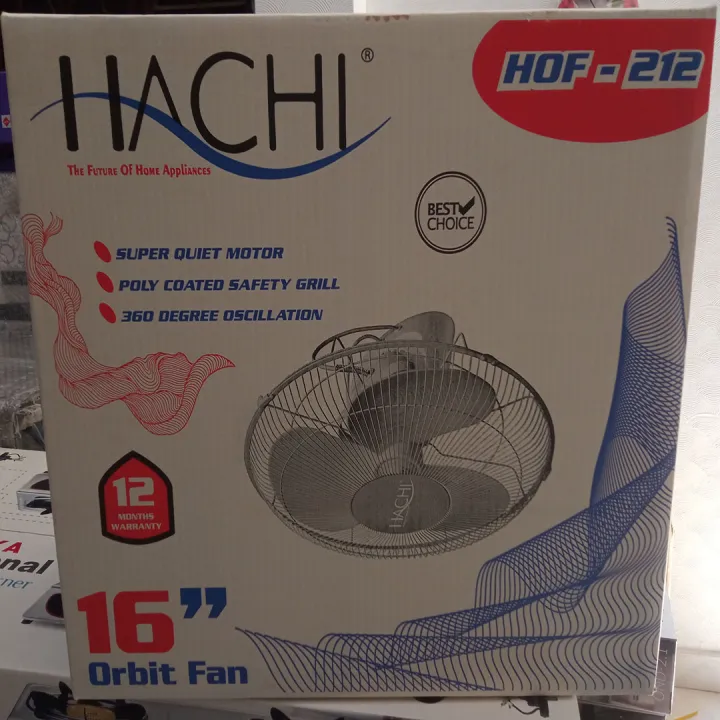 HACHI®
The Future Of Home Appliances
HOF - 212
BEST
CHOICE
SUPER QUIET MOTOR
POLY COATED SAFETY GRILL
360 DEGREE OSCILLATION
HACHI
12
MONTHS
WARRANTY
16”
Orbit Fan